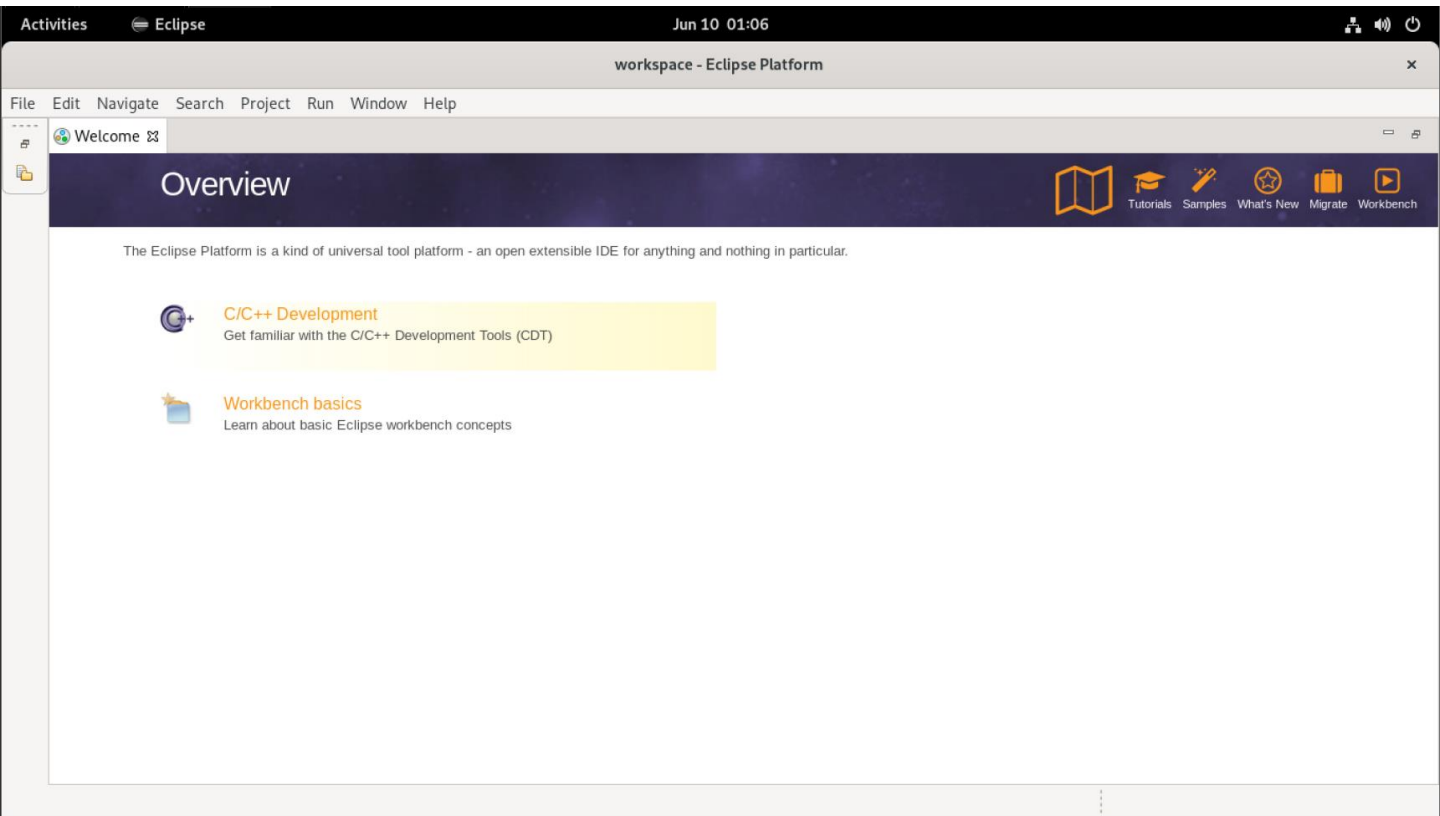 Activities Eclipse Jun 10 01:06
workspace - Eclipse Platform
File Edit Navigate Search Project Run Window Help
Welcome
Overview
Tutorials Samples What's New Migrate Workbench
The Eclipse Platform is a kind of universal tool platform - an open extensible IDE for anything and nothing in particular.
C/C++ Development
Get familiar with the C/C++ Development Tools (CDT)
Workbench basics
Learn about basic Eclipse workbench concepts